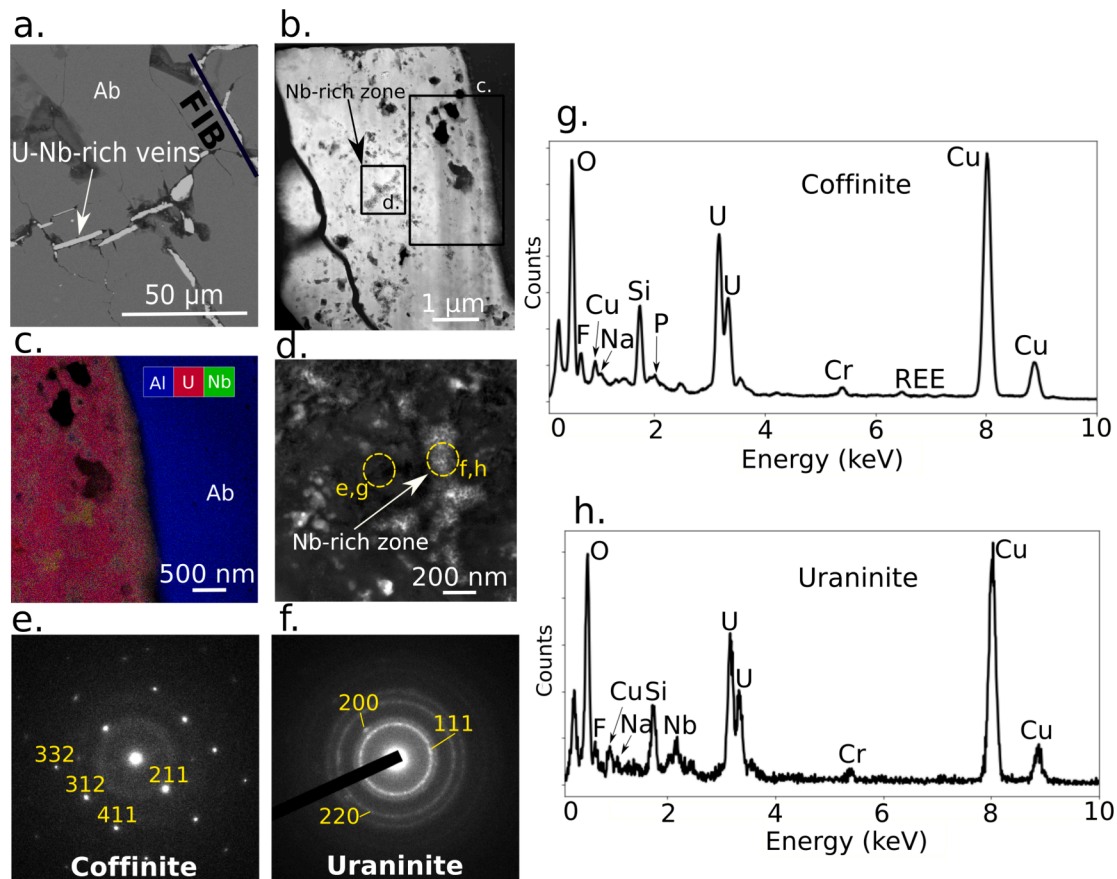 a.
Ab
FIB
U-Nb-rich veins
50 µm
b.
Nb-rich zone
c.
d.
1 µm
c.
Al U Nb
Ab
500 nm
d.
e,g
f,h
Nb-rich zone
200 nm
e.
332
312
411
211
Coffinite
f.
200
111
220
Uraninite
g.
Coffinite
Counts
O
F
Cu
Na
Si
P
U
U
Cr
REE
Cu
Cu
0 2 4 6 8 10
Energy (keV)
h.
Uraninite
Counts
O
F
Cu
Na
Si
Nb
U
U
Cr
Cu
Cu
0 2 4 6 8 10
Energy (keV)